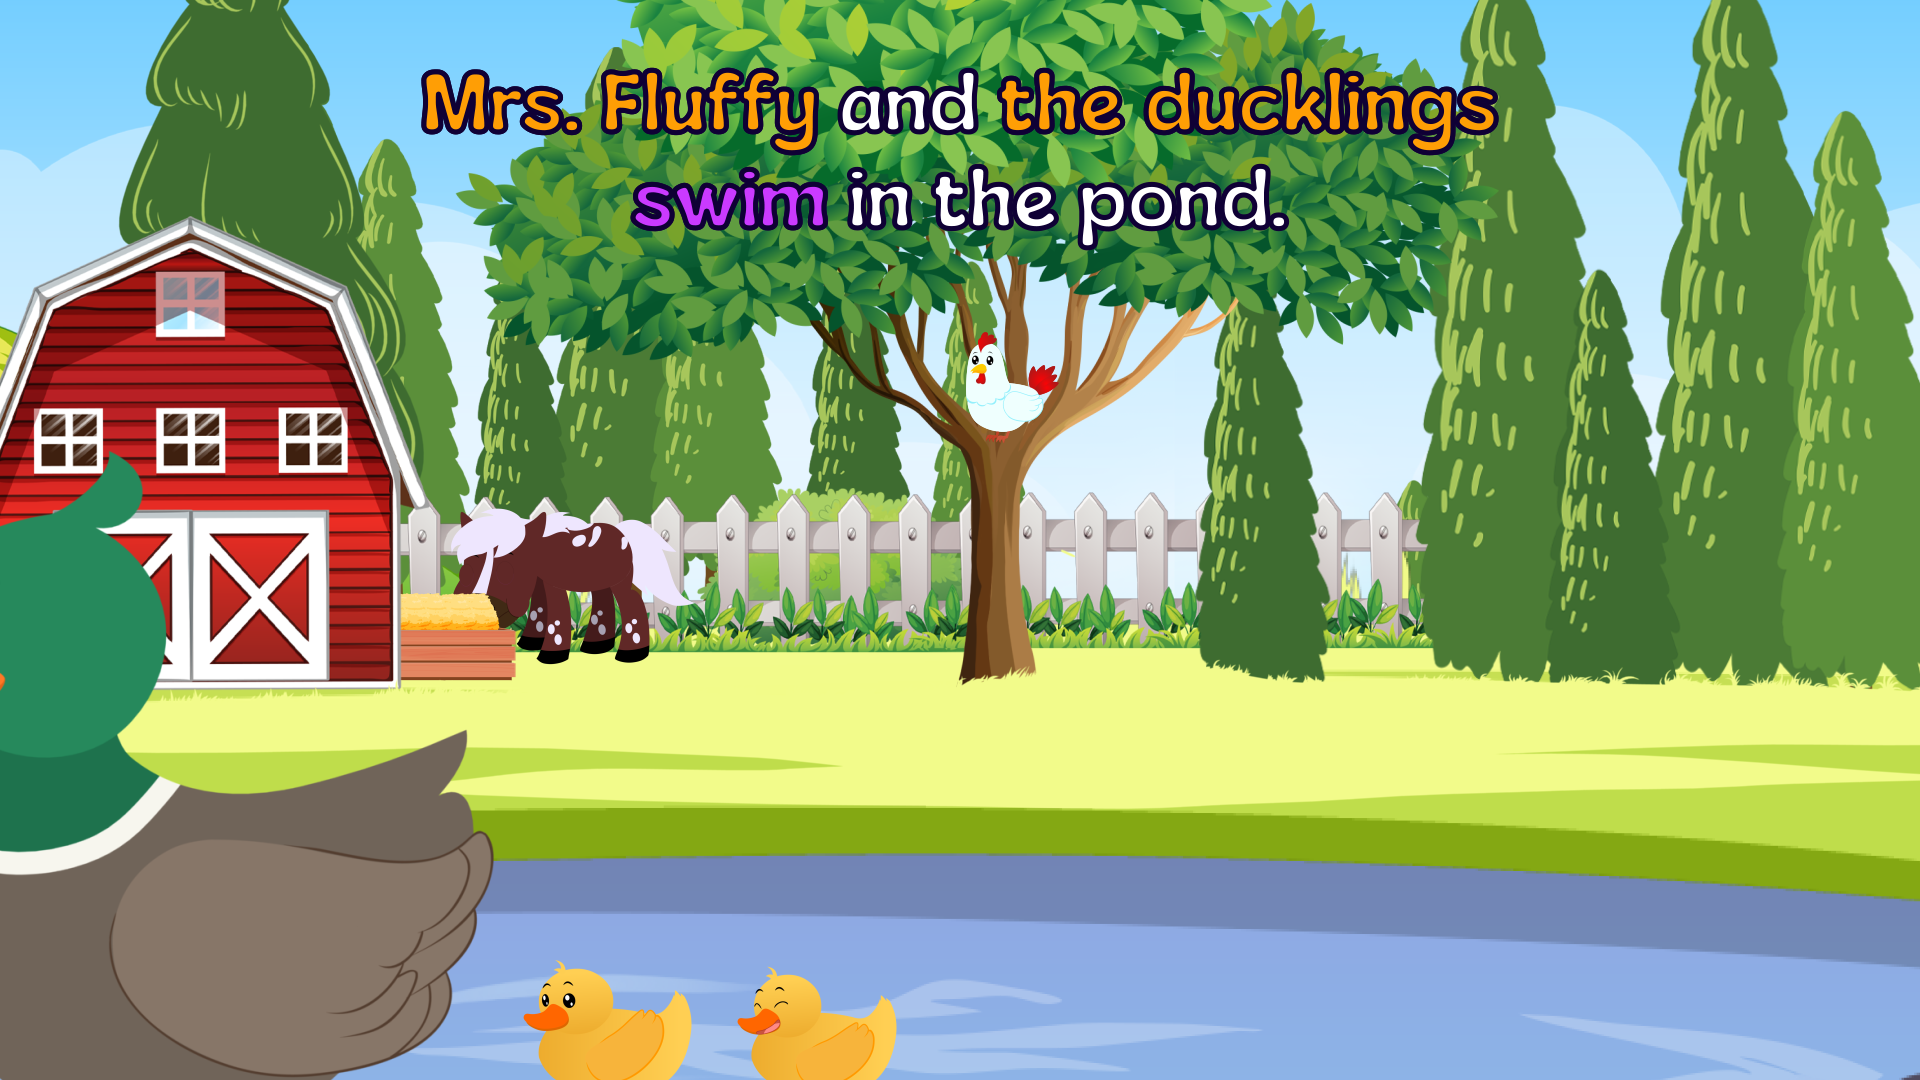 Mrs. Fluffy and the ducklings
swim in the pond.